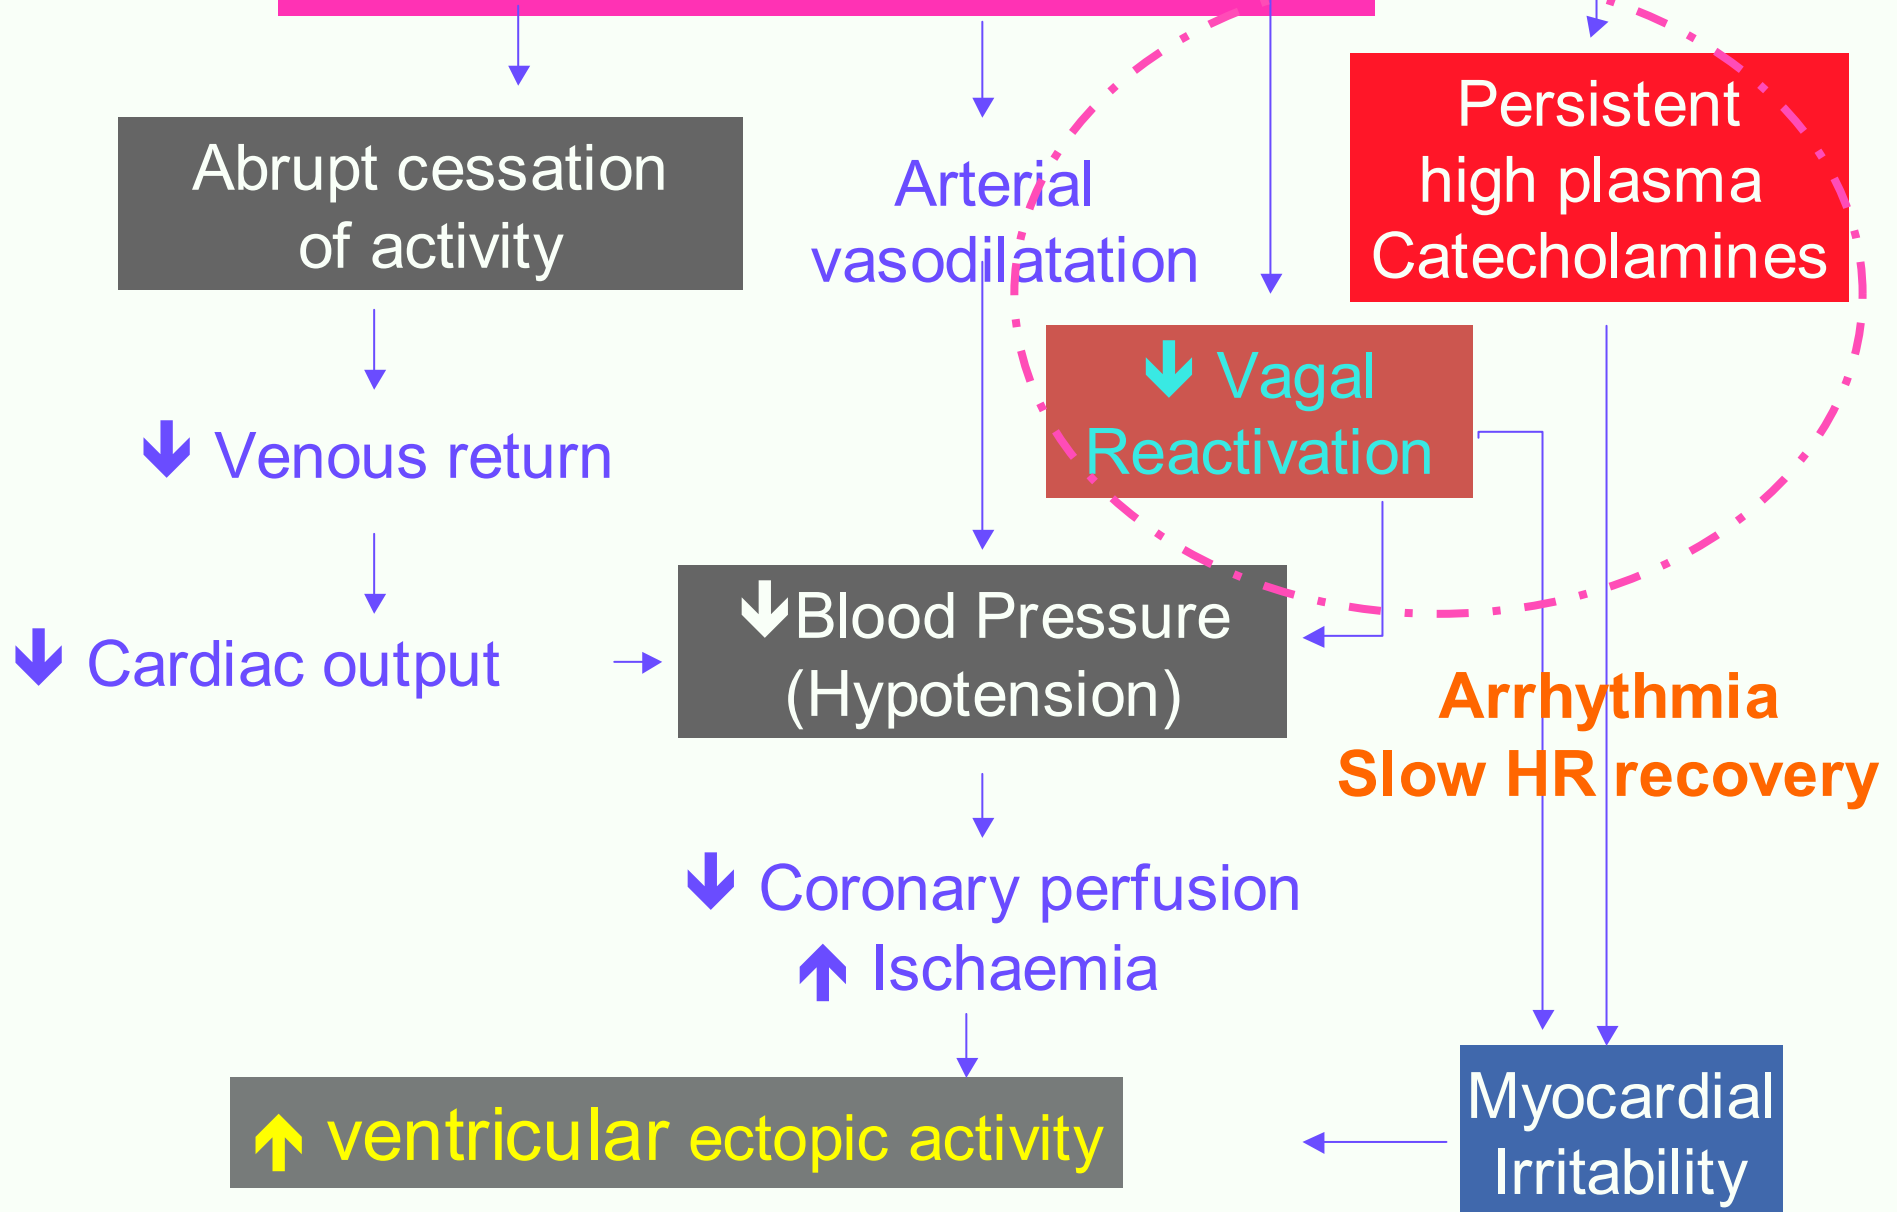 Persistent
high plasma
Catecholamines
Abrupt cessation
of activity
Arterial
vasodilatation
🡫 Vagal
Reactivation
🡫 Venous return
🡫 Cardiac output
🡫Blood Pressure
(Hypotension)
Arrhythmia
Slow HR recovery
🡫 Coronary perfusion
🡩 Ischaemia
🡩 ventricular ectopic activity
Myocardial
Irritability